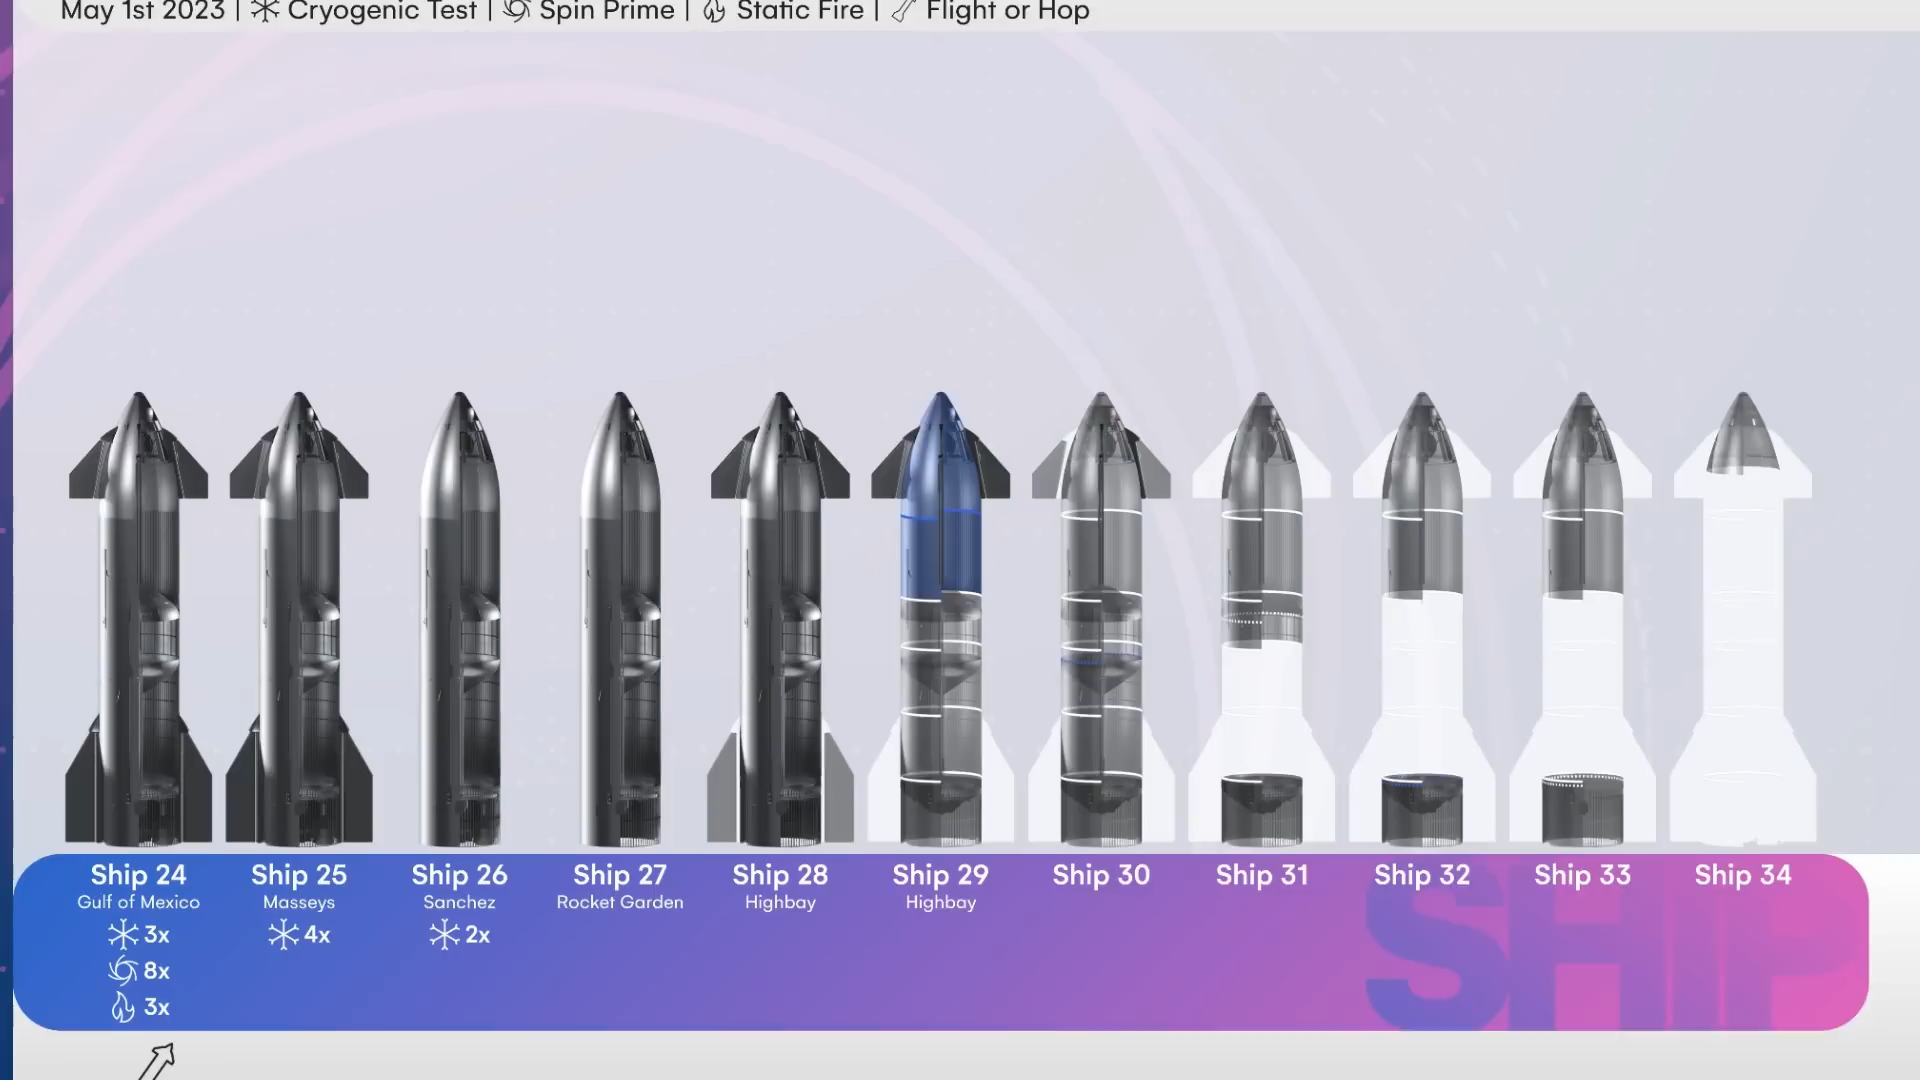 May 1st 2023 | Cryogenic Test | Spin Prime | Static Fire | Flight or Hop
Ship 24
Gulf of Mexico
3x
8x
3x
Ship 25
Masseys
4x
Ship 26
Sanchez
2x
Ship 27
Rocket Garden
Ship 28
Highbay
Ship 29
Highbay
Ship 30
Ship 31
Ship 32
Ship 33
Ship 34
SHIP